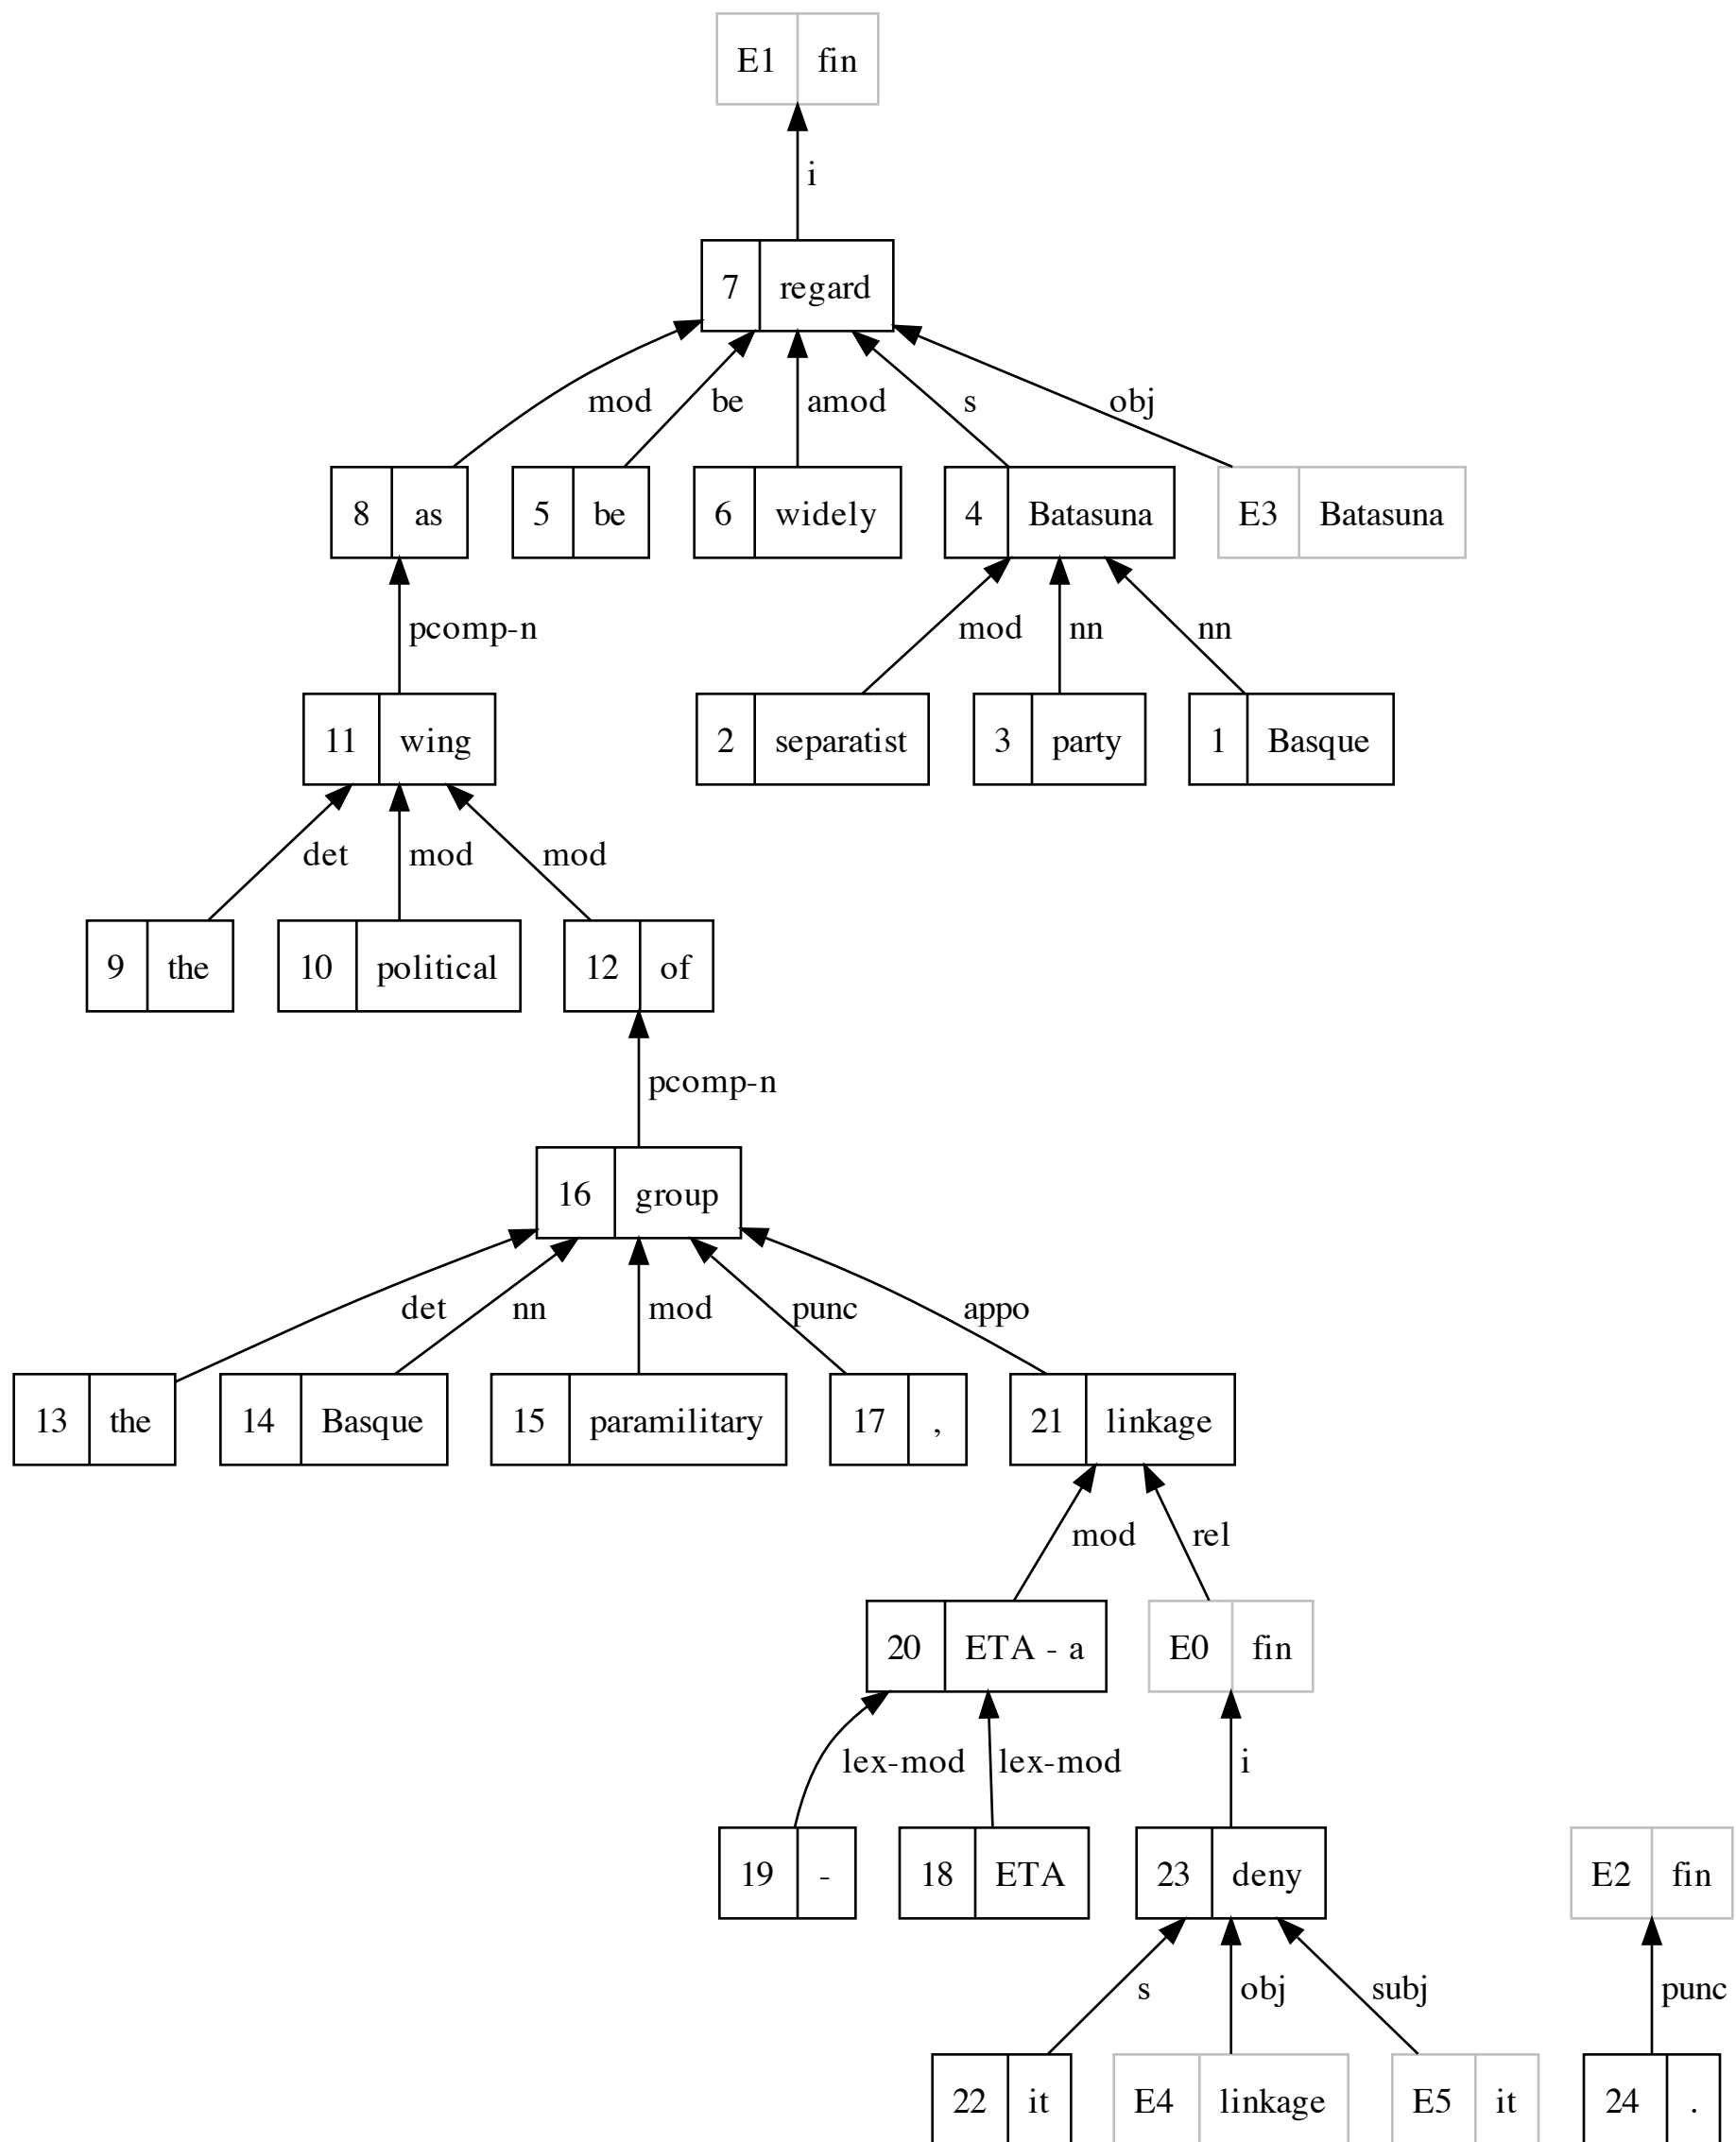 E1 fin
i
7 regard
mod be amod s obj
8 as 5 be 6 widely 4 Batasuna E3 Batasuna
pcomp-n mod nn nn
11 wing 2 separatist 3 party 1 Basque
det mod mod
9 the 10 political 12 of
pcomp-n
16 group
det nn mod punc appo
13 the 14 Basque 15 paramilitary 17 , 21 linkage
mod rel
20 ETA - a E0 fin
lex-mod lex-mod i
19 - 18 ETA 23 deny E2 fin
s obj subj punc
22 it E4 linkage E5 it 24 .